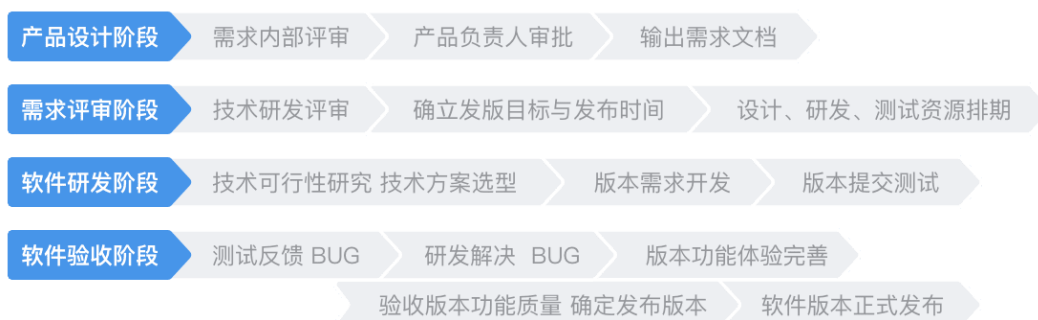 产品设计阶段 需求内部评审 产品负责人审批 输出需求文档
需求评审阶段 技术研发评审 确立发版目标与发布时间 设计、研发、测试资源排期
软件研发阶段 技术可行性研究 技术方案选型 版本需求开发 版本提交测试
软件验收阶段 测试反馈 BUG 研发解决 BUG 版本功能体验完善
验收版本功能质量 确定发布版本 软件版本正式发布